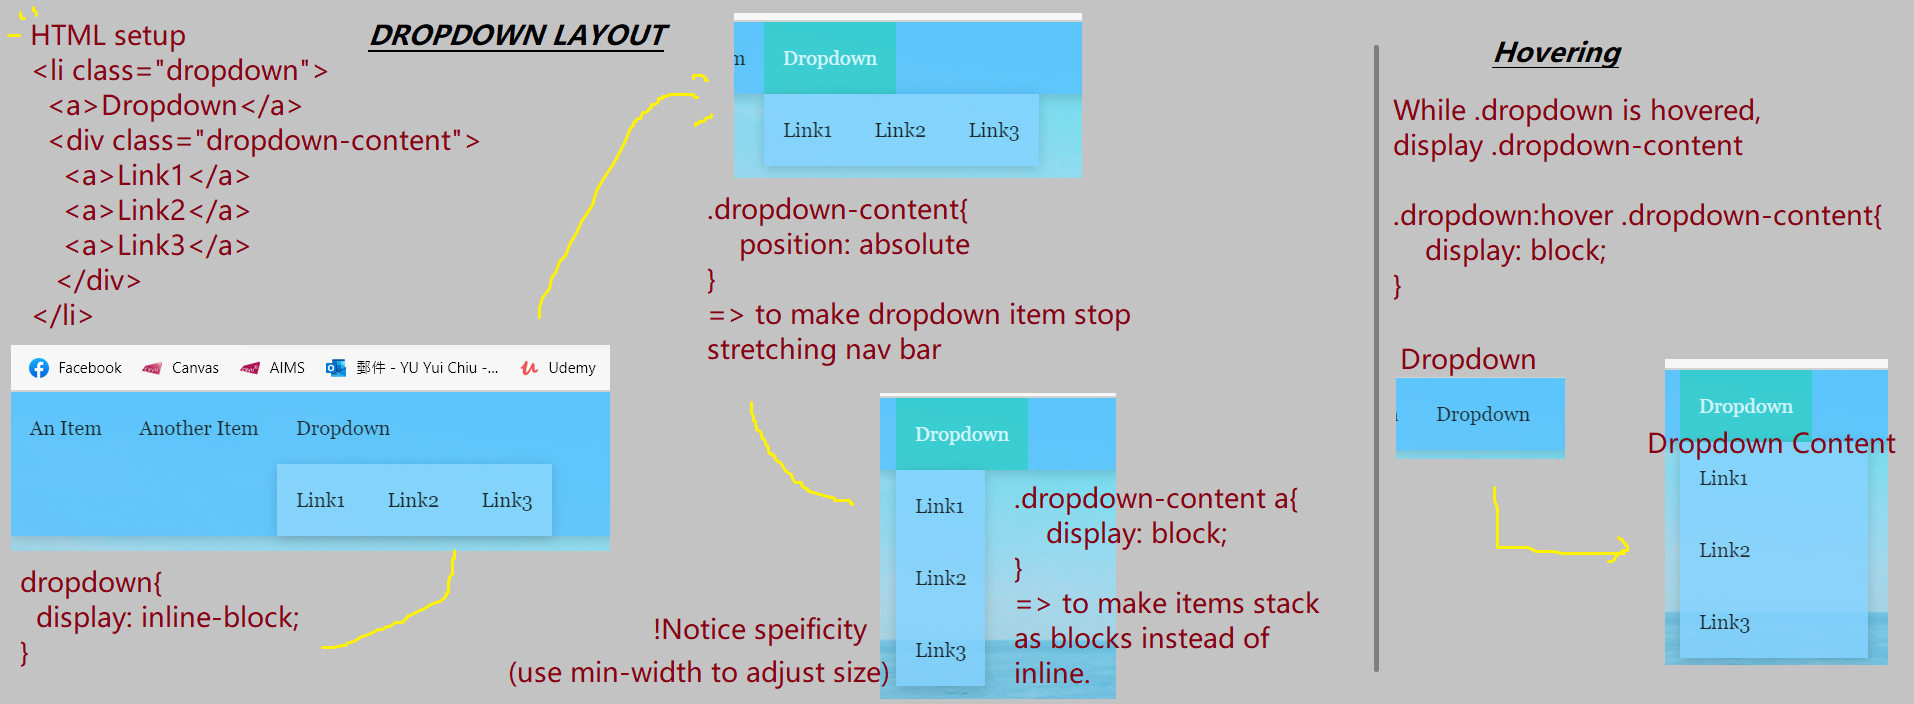 HTML setup
<li class="dropdown">
<a>Dropdown</a>
<div class="dropdown-content">
<a>Link1</a>
<a>Link2</a>
<a>Link3</a>
</div>
</li>
DROPDOWN LAYOUT
Facebook Canvas AIMS 郵件 - YU Yui Chiu -... Udemy
An Item Another Item Dropdown
Link1 Link2 Link3
dropdown{
display: inline-block;
}
Dropdown
Link1 Link2 Link3
.dropdown-content{
position: absolute
}
=> to make dropdown item stop
stretching nav bar
Dropdown
Link1
Link2
Link3
.dropdown-content a{
display: block;
}
=> to make items stack
as blocks instead of
inline.
!Notice speificity
(use min-width to adjust size)
Hovering
While .dropdown is hovered,
display .dropdown-content
.dropdown:hover .dropdown-content{
display: block;
}
Dropdown
Dropdown
Dropdown
Dropdown Content
Link1
Link2
Link3